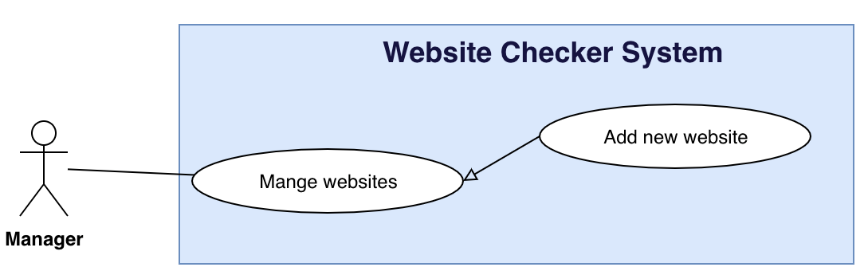 Website Checker System
Add new website
Mange websites
Manager